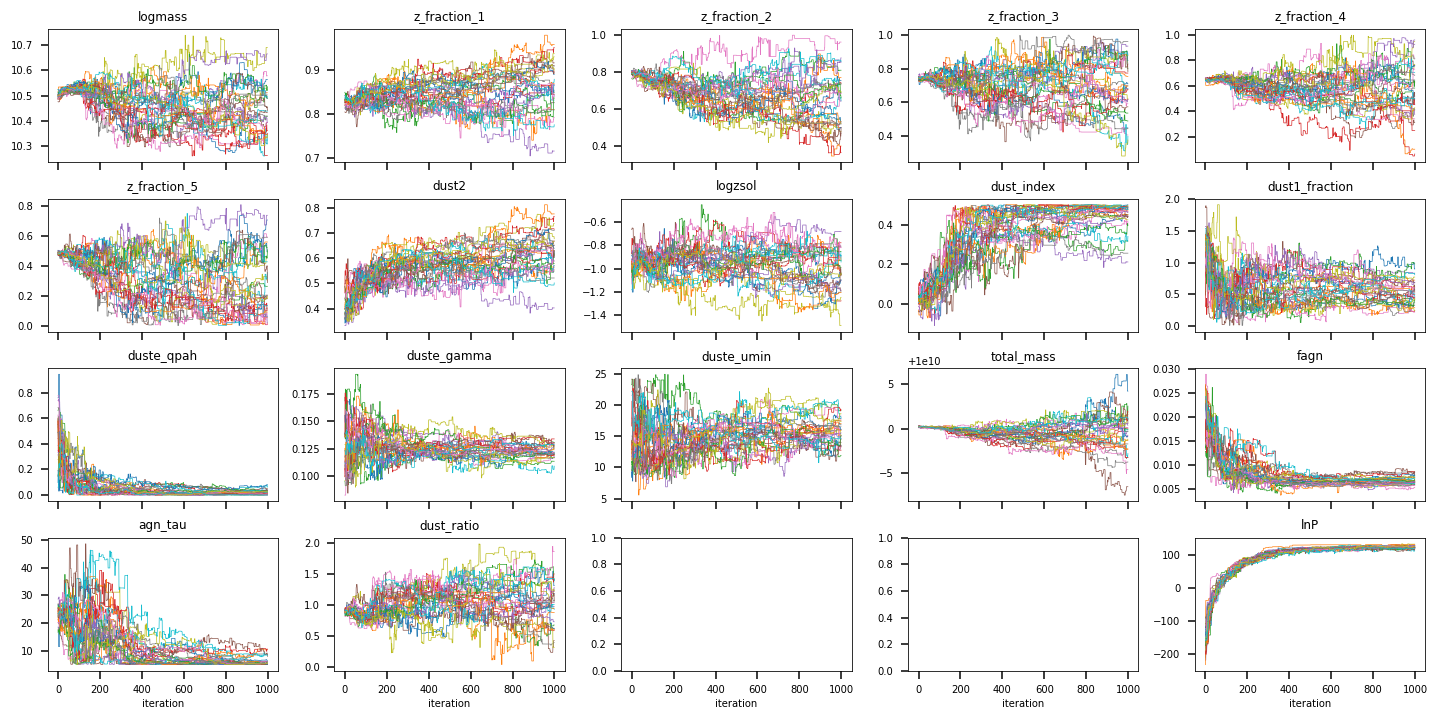 logmass z_fraction_1 z_fraction_2 z_fraction_3 z_fraction_4
10.7 10.6 10.5 10.4 10.3
0.9 0.8 0.7
1.0 0.8 0.6 0.4
1.0 0.8 0.6 0.4
1.0 0.8 0.6 0.4 0.2
z_fraction_5 dust2 logzsol dust_index dust1_fraction
0.8 0.6 0.4 0.2 0.0
0.8 0.7 0.6 0.5 0.4
−0.6 −0.8 −1.0 −1.2 −1.4
0.4 0.2 0.0
2.0 1.5 1.0 0.5 0.0
duste_qpah duste_gamma duste_umin total_mass fagn
0.8 0.6 0.4 0.2 0.0
0.175 0.150 0.125 0.100
25 20 15 10 5
+1e10
5 0 −5
0.030 0.025 0.020 0.015 0.010 0.005
agn_tau dust_ratio lnP
50 40 30 20 10
0 200 400 600 800 1000
iteration
2.0 1.5 1.0 0.5 0.0
0 200 400 600 800 1000
iteration
1.0 0.8 0.6 0.4 0.2 0.0
0 200 400 600 800 1000
iteration
1.0 0.8 0.6 0.4 0.2 0.0
0 200 400 600 800 1000
iteration
100 0 −100 −200
0 200 400 600 800 1000
iteration